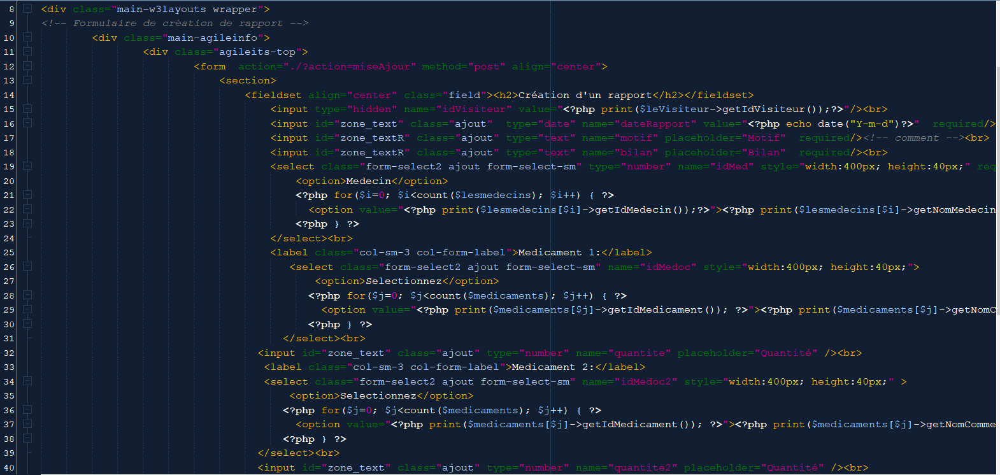 8 <div class="main-w3layouts wrapper">
9 <!-- Formulaire de création de rapport -->
10 <div class="main-agileinfo">
11 <div class="agileits-top">
12 <form  action="./?action=miseAjour" method="post" align="center">
13 <section>
14 <fieldset align="center" class="field"><h2>Création d'un rapport</h2></fieldset>
15 <input type="hidden" name="idVisiteur" value="<?php print($leVisiteur->getIdVisiteur());?>"/><br>
16 <input id="zone_text" class="ajout"  type="date" name="dateRapport" value="<?php echo date("Y-m-d")?>"  required/>
17 <input id="zone_textR" class="ajout" type="text" name="motif" placeholder="Motif"  required/><!-- comment --><br>
18 <input id="zone_textR" class="ajout" type="text" name="bilan" placeholder="Bilan"  required/><br>
19 <select class="form-select2 ajout form-select-sm" type="number" name="idMed" style="width:400px; height:40px;" req
20 <option>Medecin</option>
21 <?php for($i=0; $i<count($lesmedecins); $i++) { ?>
22 <option value="<?php print($lesmedecins[$i]->getIdMedecin());?>"><?php print($lesmedecins[$i]->getNomMedecin
23 <?php } ?>
24 </select><br>
25 <label class="col-sm-3 col-form-label">Medicament 1:</label>
26 <select class="form-select2 ajout form-select-sm" name="idMedoc" style="width:400px; height:40px;">
27 <option>Selectionnez</option>
28 <?php for($j=0; $j<count($medicaments); $j++) { ?>
29 <option value="<?php print($medicaments[$j]->getIdMedicament()); ?>"><?php print($medicaments[$j]->getNomC
30 <?php } ?>
31 </select><br>
32 <input id="zone_text" class="ajout" type="number" name="quantite" placeholder="Quantité" /><br>
33 <label class="col-sm-3 col-form-label">Medicament 2:</label>
34 <select class="form-select2 ajout form-select-sm" name="idMedoc2" style="width:400px; height:40px;" >
35 <option>Selectionnez</option>
36 <?php for($j=0; $j<count($medicaments); $j++) { ?>
37 <option value="<?php print($medicaments[$j]->getIdMedicament()); ?>"><?php print($medicaments[$j]->getNomComme
38 <?php } ?>
39 </select><br>
40 <input id="zone_text" class="ajout" type="number" name="quantite2" placeholder="Quantité" /><br>